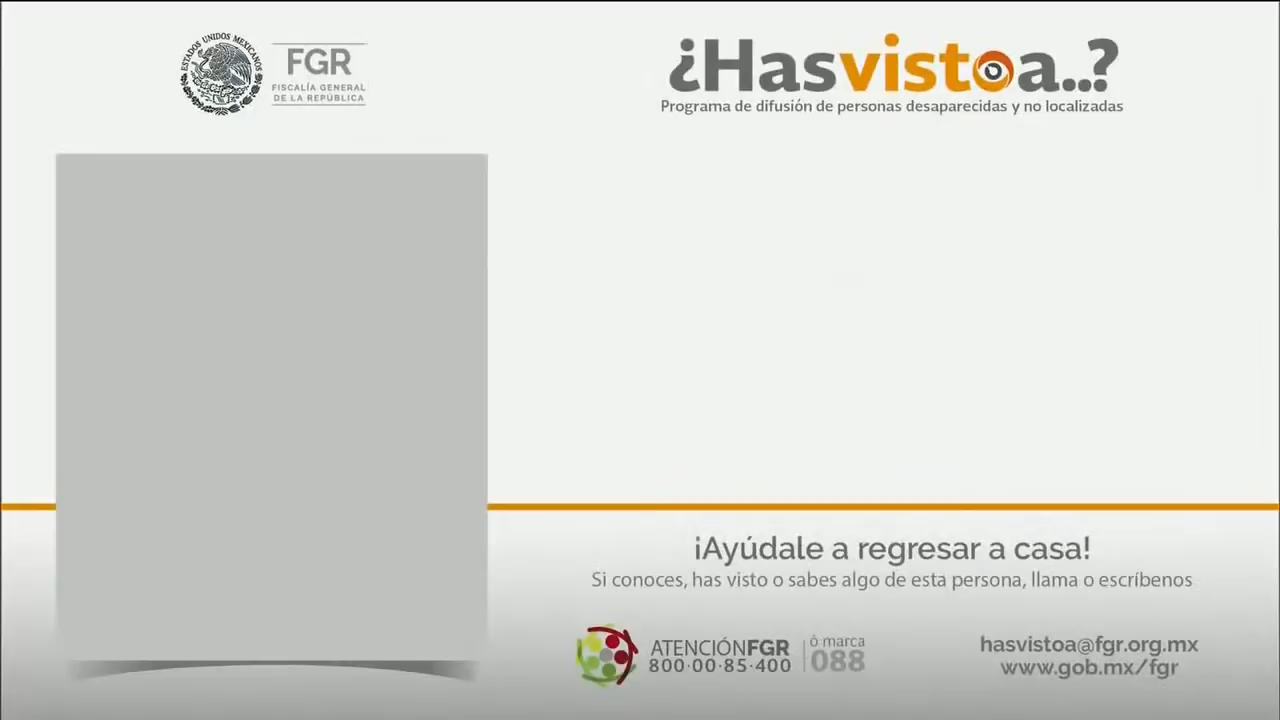 ESTADOS UNIDOS MEXICANOS
FGR
FISCALÍA GENERAL
DE LA REPÚBLICA
¿Hasvistoa..?
Programa de difusión de personas desaparecidas y no localizadas
¡Ayúdale a regresar a casa!
Si conoces, has visto o sabes algo de esta persona, llama o escríbenos
ATENCIÓNFGR
800·00·85·400
ó marca
088
hasvistoa@fgr.org.mx
www.gob.mx/fgr